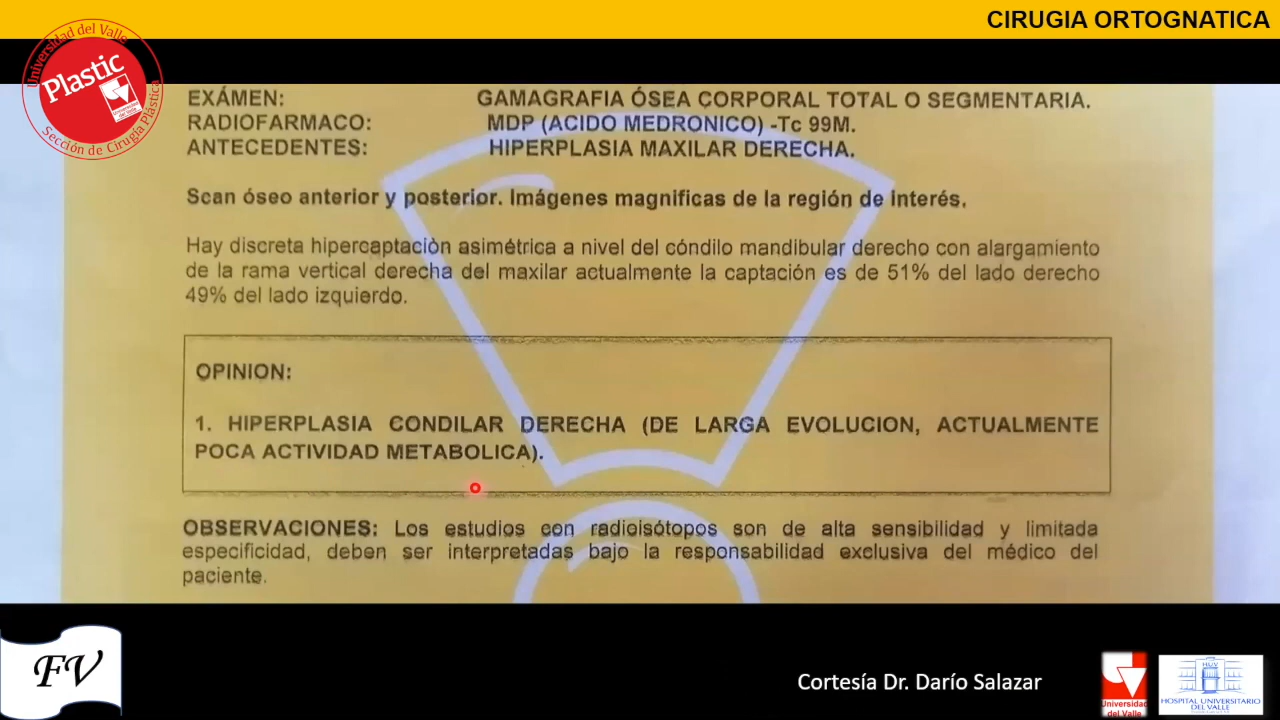 CIRUGIA ORTOGNATICA
Universidad del Valle
Plastic
Sección de Cirugía Plástica
EXÁMEN: GAMAGRAFIA ÓSEA CORPORAL TOTAL O SEGMENTARIA.
RADIOFARMACO: MDP (ACIDO MEDRONICO) -Tc 99M.
ANTECEDENTES: HIPERPLASIA MAXILAR DERECHA.
Scan óseo anterior y posterior. Imágenes magnificas de la región de interés.
Hay discreta hipercaptación asimétrica a nivel del cóndilo mandibular derecho con alargamiento
de la rama vertical derecha del maxilar actualmente la captación es de 51% del lado derecho
49% del lado izquierdo.
OPINION:
1. HIPERPLASIA CONDILAR DERECHA (DE LARGA EVOLUCION, ACTUALMENTE
POCA ACTIVIDAD METABOLICA).
OBSERVACIONES: Los estudios con radioisótopos son de alta sensibilidad y limitada
especificidad, deben ser interpretadas bajo la responsabilidad exclusiva del médico del
paciente.
FV
Cortesía Dr. Darío Salazar
Universidad
del Valle
H.U.V
HOSPITAL UNIVERSITARIO
DEL VALLE